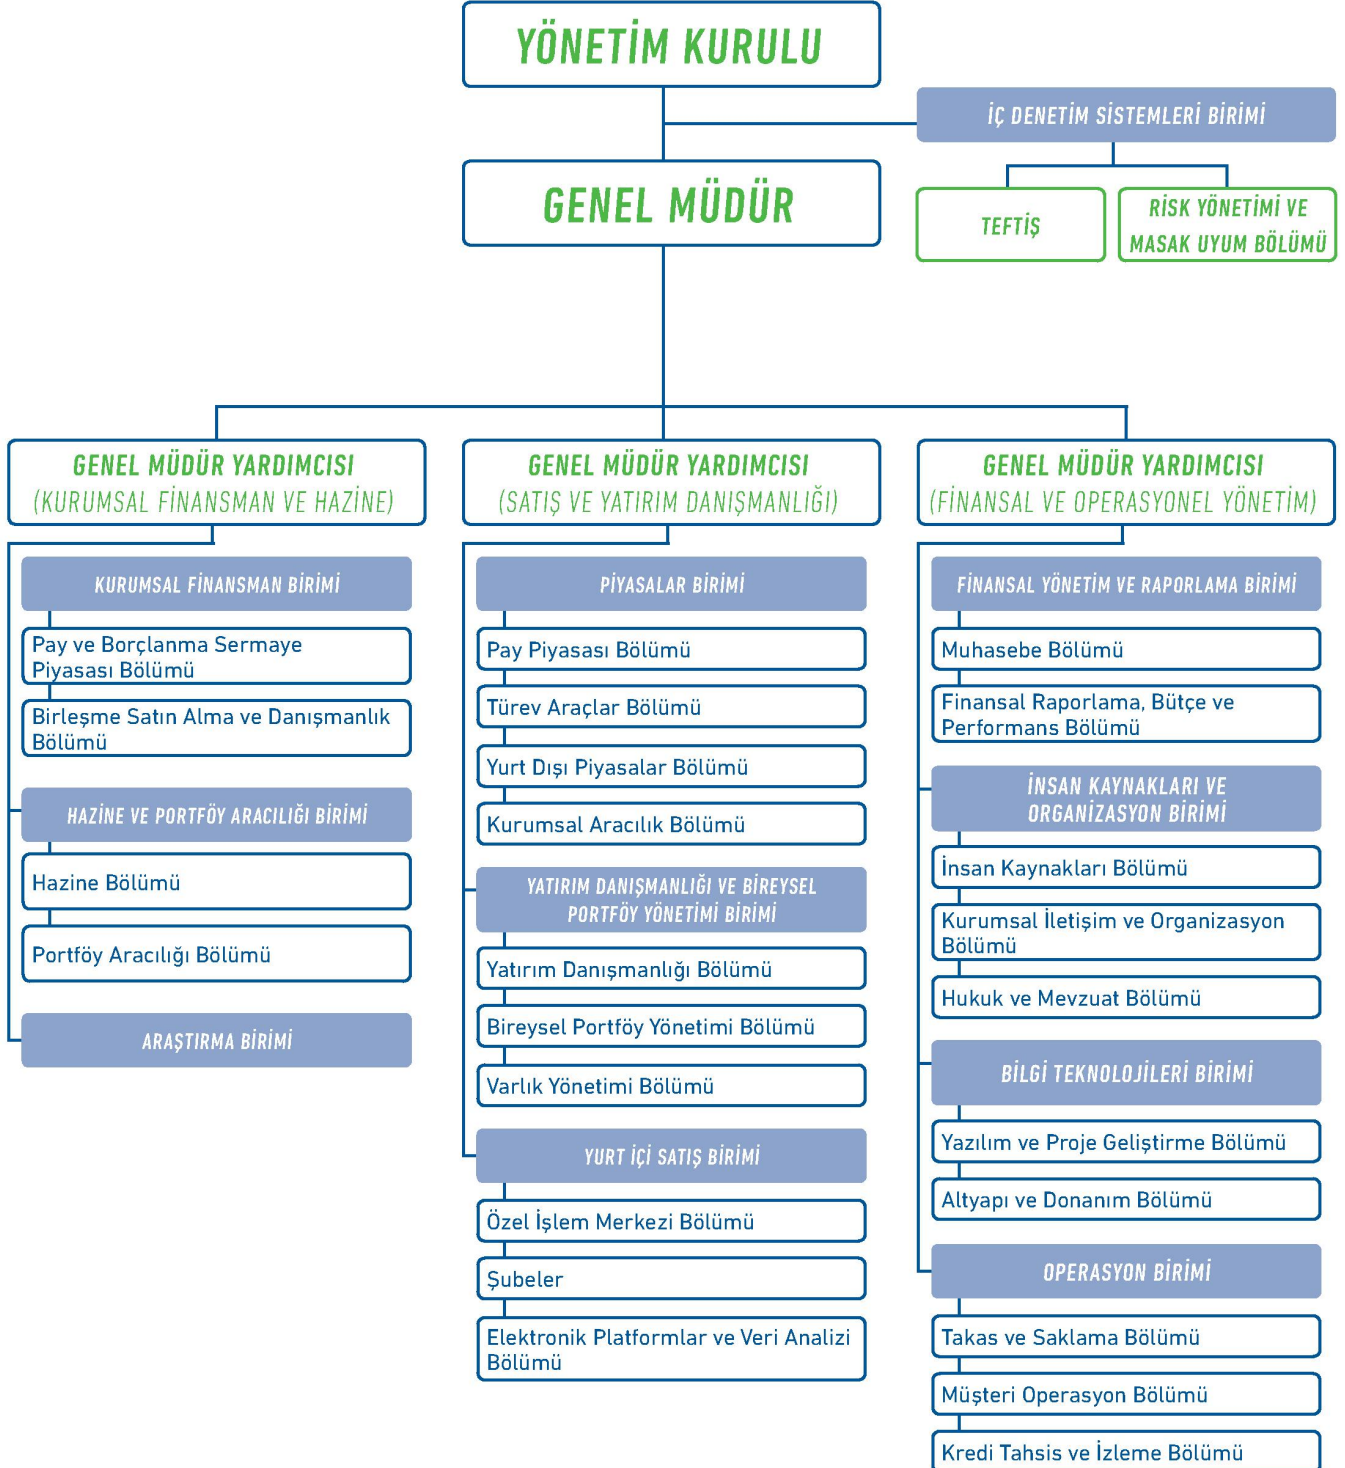 YÖNETİM KURULU
İÇ DENETİM SİSTEMLERİ BİRİMİ
GENEL MÜDÜR
TEFTİŞ
RİSK YÖNETİMİ VE
MASAK UYUM BÖLÜMÜ
GENEL MÜDÜR YARDIMCISI
(KURUMSAL FİNANSMAN VE HAZİNE)
KURUMSAL FİNANSMAN BİRİMİ
Pay ve Borçlanma Sermaye
Piyasası Bölümü
Birleşme Satın Alma ve Danışmanlık
Bölümü
HAZİNE VE PORTFÖY ARACILIĞI BİRİMİ
Hazine Bölümü
Portföy Aracılığı Bölümü
ARAŞTIRMA BİRİMİ
GENEL MÜDÜR YARDIMCISI
(SATIŞ VE YATIRIM DANIŞMANLIĞI)
PİYASALAR BİRİMİ
Pay Piyasası Bölümü
Türev Araçlar Bölümü
Yurt Dışı Piyasalar Bölümü
Kurumsal Aracılık Bölümü
YATIRIM DANIŞMANLIĞI VE BİREYSEL
PORTFÖY YÖNETİMİ BİRİMİ
Yatırım Danışmanlığı Bölümü
Bireysel Portföy Yönetimi Bölümü
Varlık Yönetimi Bölümü
YURT İÇİ SATIŞ BİRİMİ
Özel İşlem Merkezi Bölümü
Şubeler
Elektronik Platformlar ve Veri Analizi
Bölümü
GENEL MÜDÜR YARDIMCISI
(FİNANSAL VE OPERASYONEL YÖNETİM)
FİNANSAL YÖNETİM VE RAPORLAMA BİRİMİ
Muhasebe Bölümü
Finansal Raporlama, Bütçe ve
Performans Bölümü
İNSAN KAYNAKLARI VE
ORGANİZASYON BİRİMİ
İnsan Kaynakları Bölümü
Kurumsal İletişim ve Organizasyon
Bölümü
Hukuk ve Mevzuat Bölümü
BİLGİ TEKNOLOJİLERİ BİRİMİ
Yazılım ve Proje Geliştirme Bölümü
Altyapı ve Donanım Bölümü
OPERASYON BİRİMİ
Takas ve Saklama Bölümü
Müşteri Operasyon Bölümü
Kredi Tahsis ve İzleme Bölümü